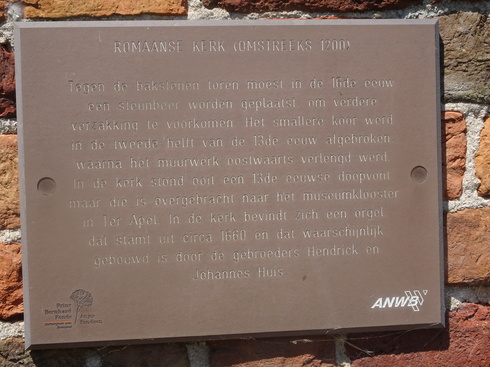 ROMAANSE KERK (OMSTREEKS 1200)
Tegen de bakstenen toren moest in de 16de eeuw
een steunbeer worden geplaatst, om verdere
verzakking te voorkomen. Het smallere koor werd
in de tweede helft van de 13de eeuw afgebroken,
waarna het muurwerk oostwaarts verlengd werd.
In de kerk stond ooit een 13de eeuwse doopvont
maar die is overgebracht naar het museumklooster
in Ter Apel. In de kerk bevindt zich een orgel,
dat stamt uit circa 1660 en dat waarschijnlijk
gebouwd is door de gebroeders Hendrick en
Johannes Huis.
Prins
Bernhard
Fonds
ANWB